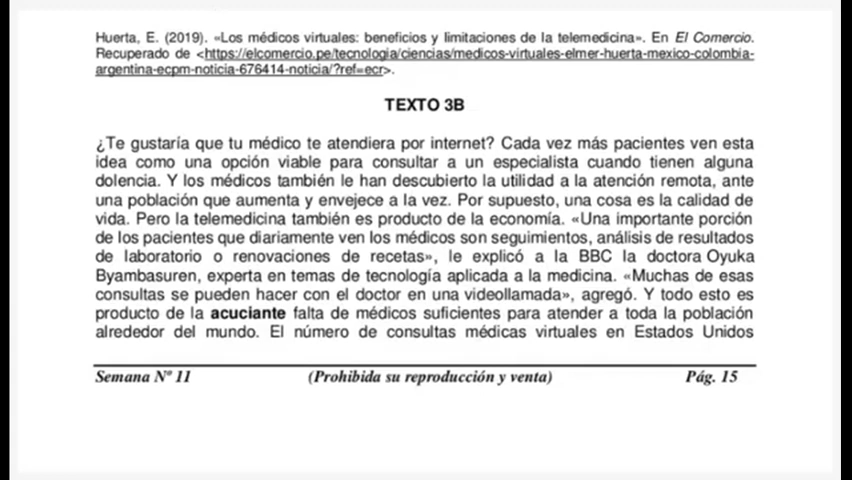 Huerta, E. (2019). «Los médicos virtuales: beneficios y limitaciones de la telemedicina». En El Comercio.
Recuperado de <https://elcomercio.pe/tecnologia/ciencias/medicos-virtuales-elmer-huerta-mexico-colombia-
argentina-ecpm-noticia-676414-noticia/?ref=ecr>.
TEXTO 3B
¿Te gustaría que tu médico te atendiera por internet? Cada vez más pacientes ven esta
idea como una opción viable para consultar a un especialista cuando tienen alguna
dolencia. Y los médicos también le han descubierto la utilidad a la atención remota, ante
una población que aumenta y envejece a la vez. Por supuesto, una cosa es la calidad de
vida. Pero la telemedicina también es producto de la economía. «Una importante porción
de los pacientes que diariamente ven los médicos son seguimientos, análisis de resultados
de laboratorio o renovaciones de recetas», le explicó a la BBC la doctora Oyuka
Byambasuren, experta en temas de tecnología aplicada a la medicina. «Muchas de esas
consultas se pueden hacer con el doctor en una videollamada», agregó. Y todo esto es
producto de la acuciante falta de médicos suficientes para atender a toda la población
alrededor del mundo. El número de consultas médicas virtuales en Estados Unidos
Semana Nº 11 (Prohibida su reproducción y venta) Pág. 15